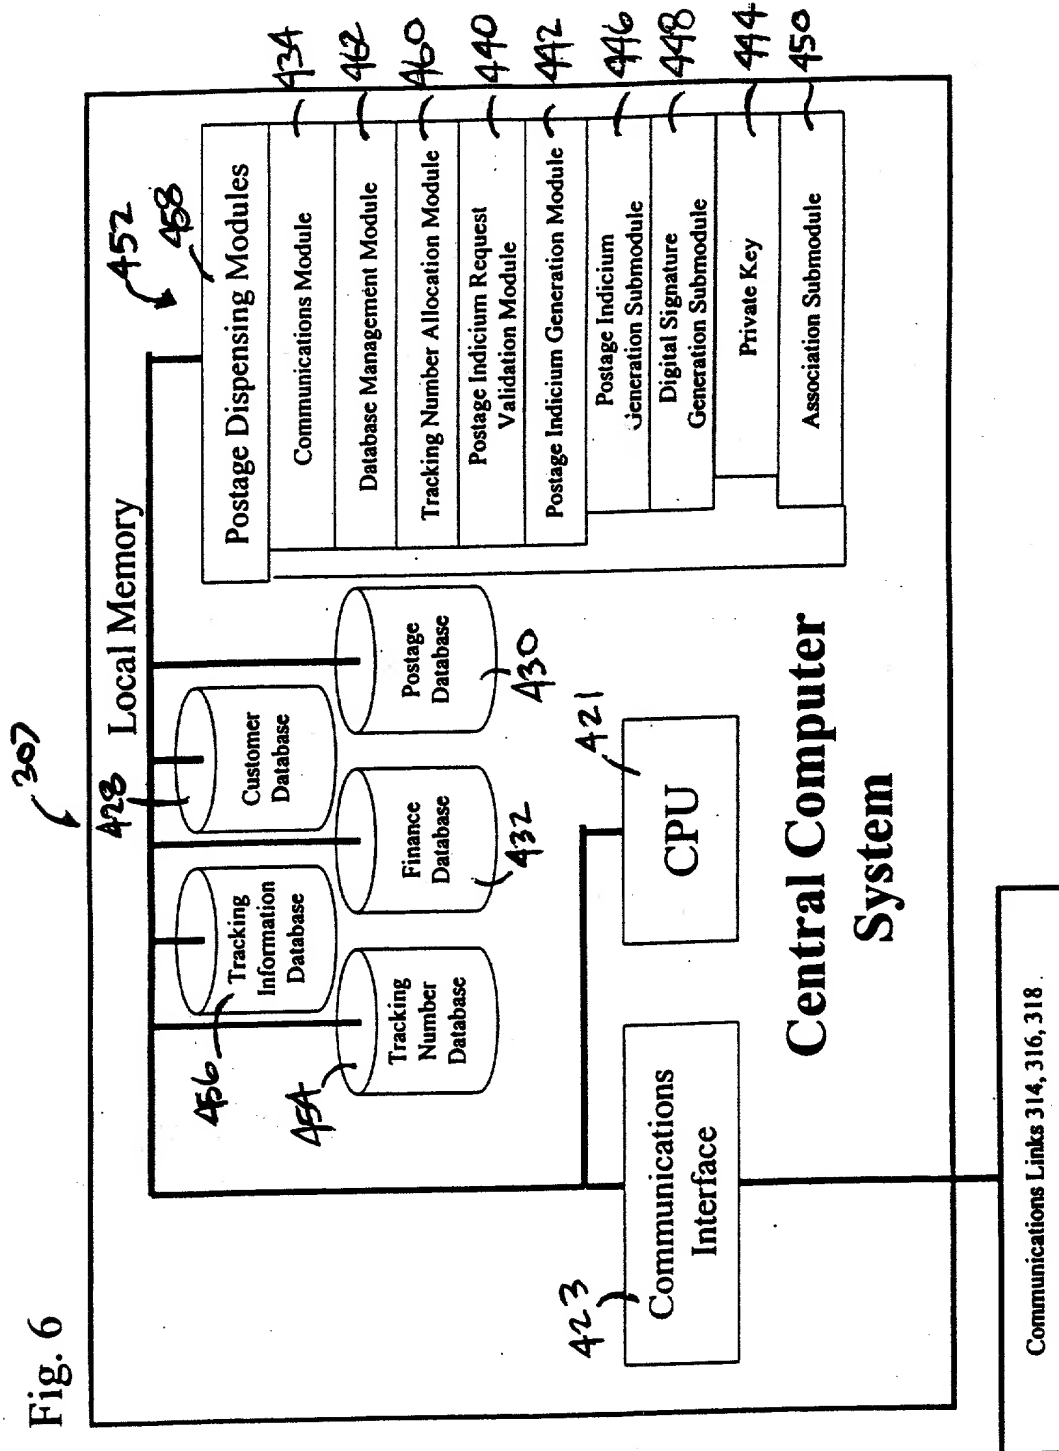 Fig. 6
307
Local Memory
452
458
428
456
454
432
430
Tracking
Information
Database
Customer
Database
Tracking
Number
Database
Finance
Database
Postage
Database
Postage Dispensing Modules
Communications Module
434
Database Management Module
462
Tracking Number Allocation Module
460
Postage Indicium Request
Validation Module
440
Postage Indicium Generation Module
442
Postage Indicium
Generation Submodule
446
Digital Signature
Generation Submodule
448
Private Key
444
Association Submodule
450
423
Communications
Interface
421
CPU
Central Computer
System
Communications Links 314, 316, 318